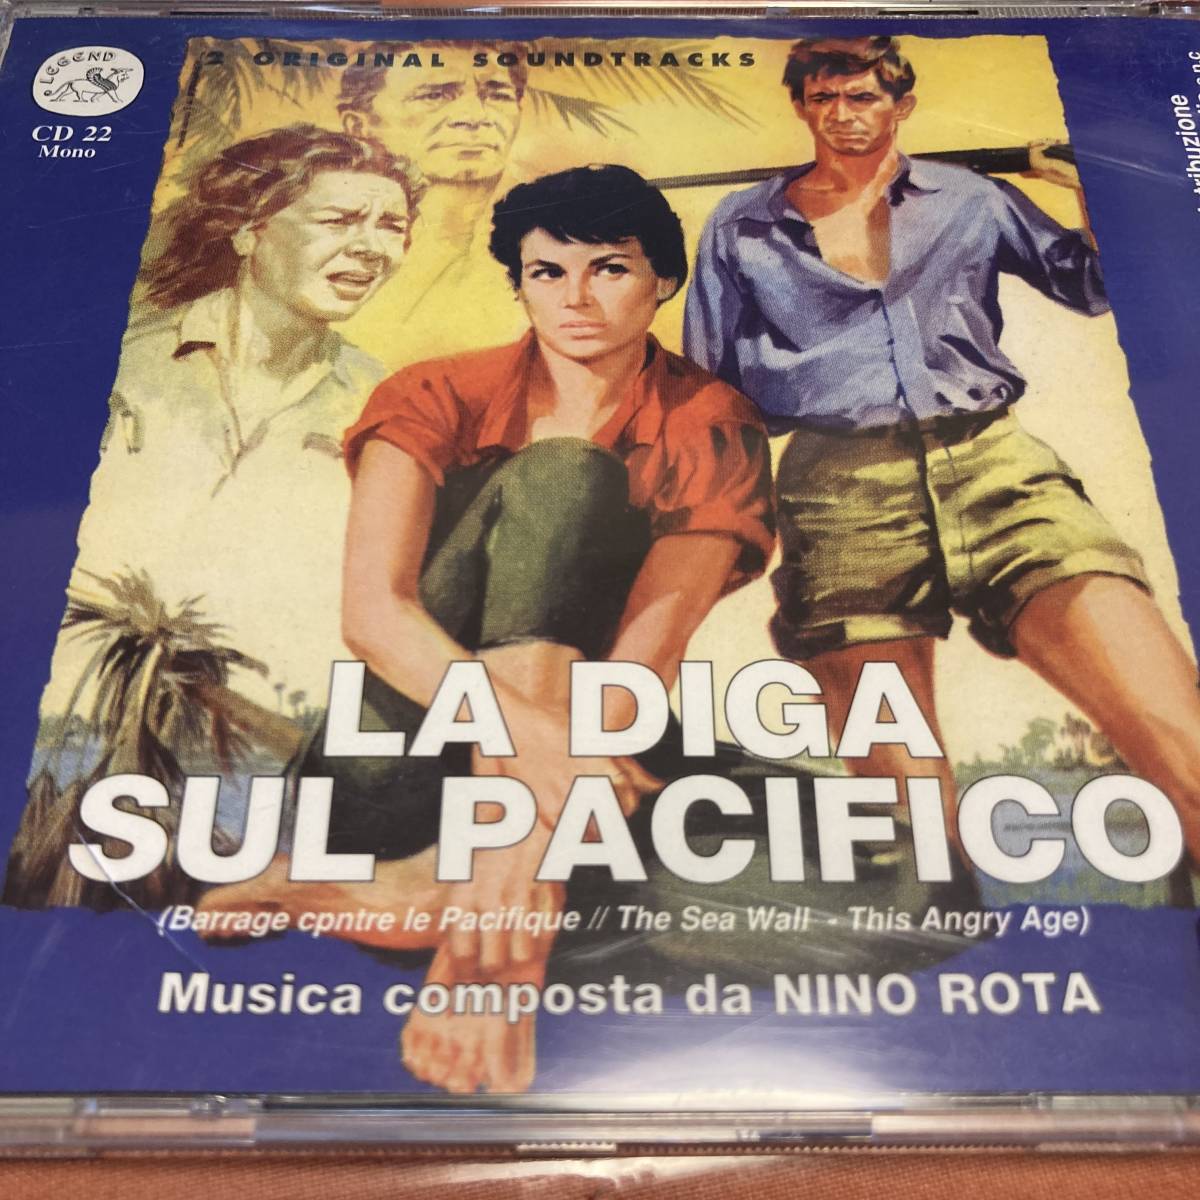 LEGEND
CD 22
Mono
2 ORIGINAL SOUNDTRACKS
LA DIGA
SUL PACIFICO
(Barrage cpntre le Pacifique // The Sea Wall - This Angry Age)
Musica composta da NINO ROTA